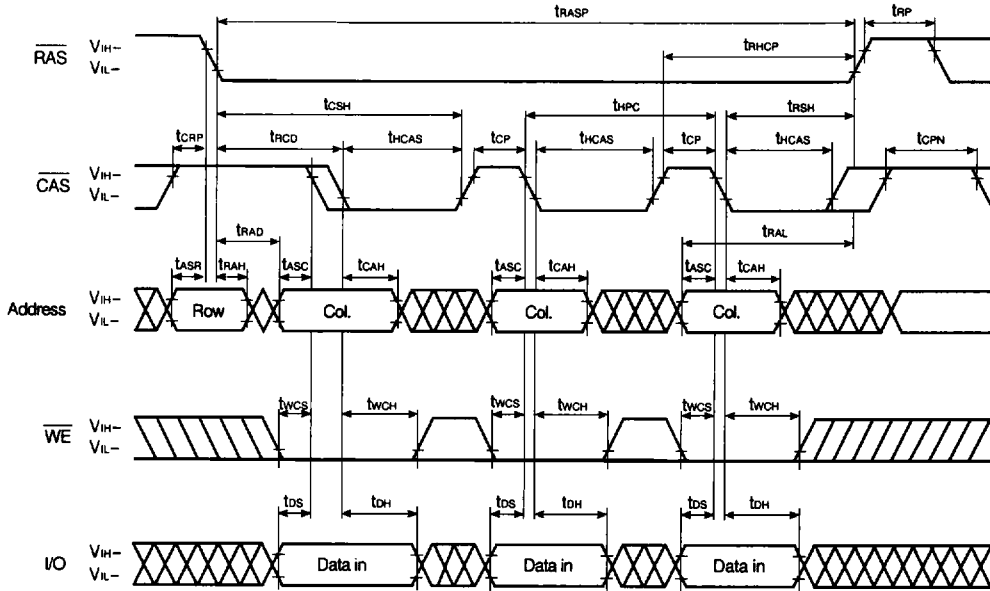 tRASP tRP
RAS VIH– VIL–
tRHCP
tCSH tHPC tRSH
tCRP tRCD tHCAS tCP tHCAS tCP tHCAS tCPN
CAS VIH– VIL–
tRAD tRAL
tASR tRAH tASC tCAH tASC tCAH tASC tCAH
Address VIH– VIL– Row Col. Col. Col.
tWCS tWCH tWCS tWCH tWCS tWCH
WE VIH– VIL–
tDS tDH tDS tDH tDS tDH
I/O VIH– VIL– Data in Data in Data in